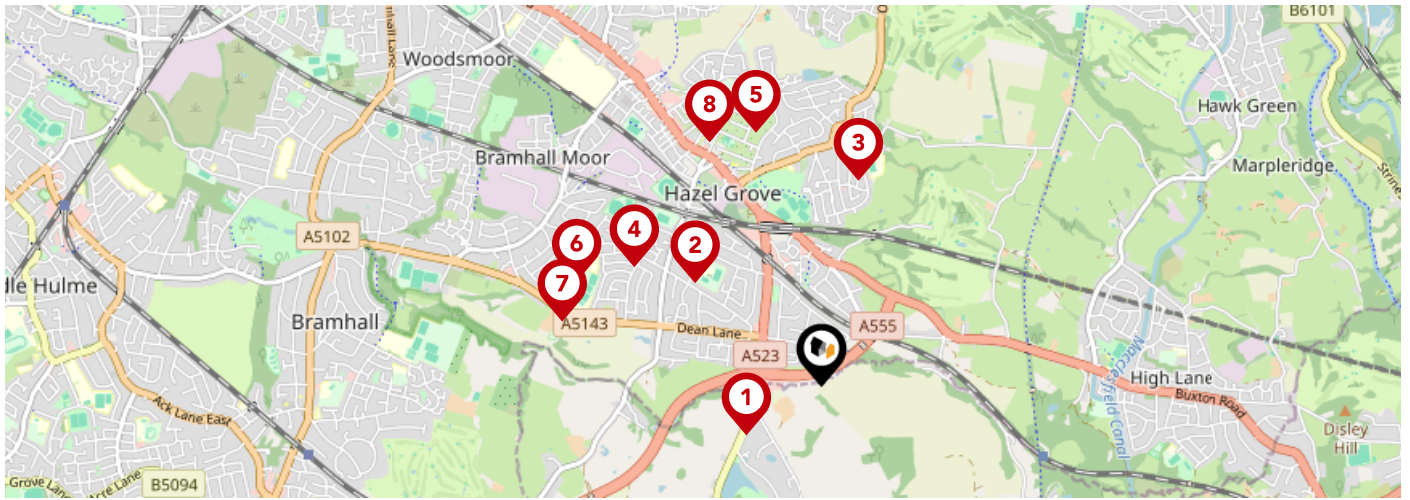 B6101
Woodsmoor
8
5
Hawk Green
3
Bramhall Moor
Marpleridge
Hazel Grove
Strine
A5102
6
4
2
7
dle Hulme
Bramhall
A5143
Dean Lane
A555
A523
Macclesfield Canal
High Lane
1
Buxton Road
Ack Lane East
Disley
Hill
B5094
Grove Lane
Acre Lane